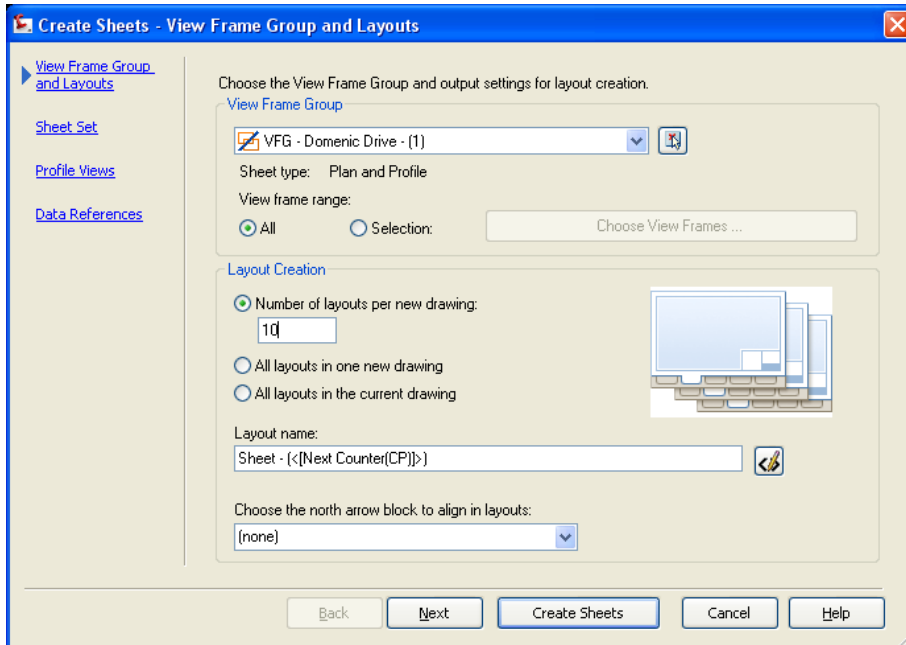 Create Sheets - View Frame Group and Layouts
View Frame Group
and Layouts
Sheet Set
Profile Views
Data References
Choose the View Frame Group and output settings for layout creation.
View Frame Group
VFG - Domenic Drive - (1)
Sheet type: Plan and Profile
View frame range:
All Selection: Choose View Frames ...
Layout Creation
Number of layouts per new drawing:
10
All layouts in one new drawing
All layouts in the current drawing
Layout name:
Sheet - (<[Next Counter(CP)]>)
Choose the north arrow block to align in layouts:
(none)
Back Next Create Sheets Cancel Help